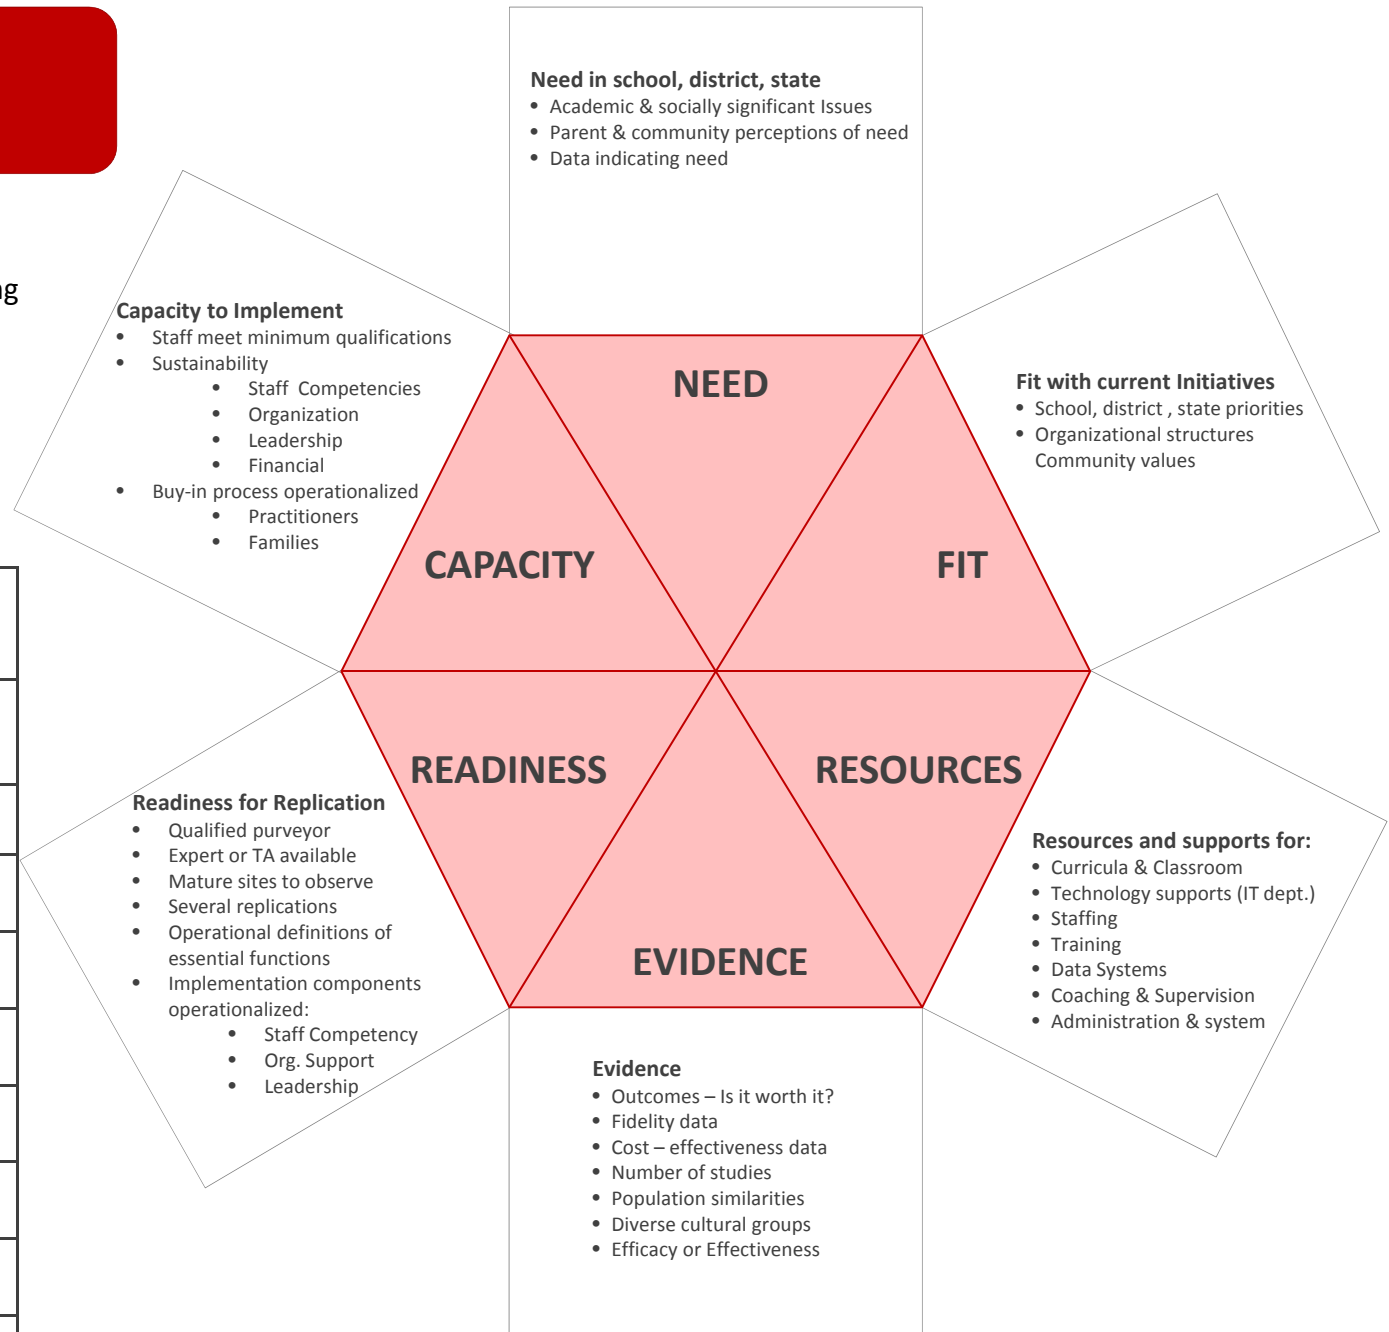 Need in school, district, state
• Academic & socially significant Issues
• Parent & community perceptions of need
• Data indicating need
Capacity to Implement
• Staff meet minimum qualifications
• Sustainability
• Staff Competencies
• Organization
• Leadership
• Financial
• Buy-in process operationalized
• Practitioners
• Families
NEED
Fit with current Initiatives
• School, district , state priorities
• Organizational structures
Community values
CAPACITY
FIT
READINESS
RESOURCES
Readiness for Replication
• Qualified purveyor
• Expert or TA available
• Mature sites to observe
• Several replications
• Operational definitions of
essential functions
• Implementation components
operationalized:
• Staff Competency
• Org. Support
• Leadership
Resources and supports for:
• Curricula & Classroom
• Technology supports (IT dept.)
• Staffing
• Training
• Data Systems
• Coaching & Supervision
• Administration & system
EVIDENCE
Evidence
• Outcomes – Is it worth it?
• Fidelity data
• Cost – effectiveness data
• Number of studies
• Population similarities
• Diverse cultural groups
• Efficacy or Effectiveness